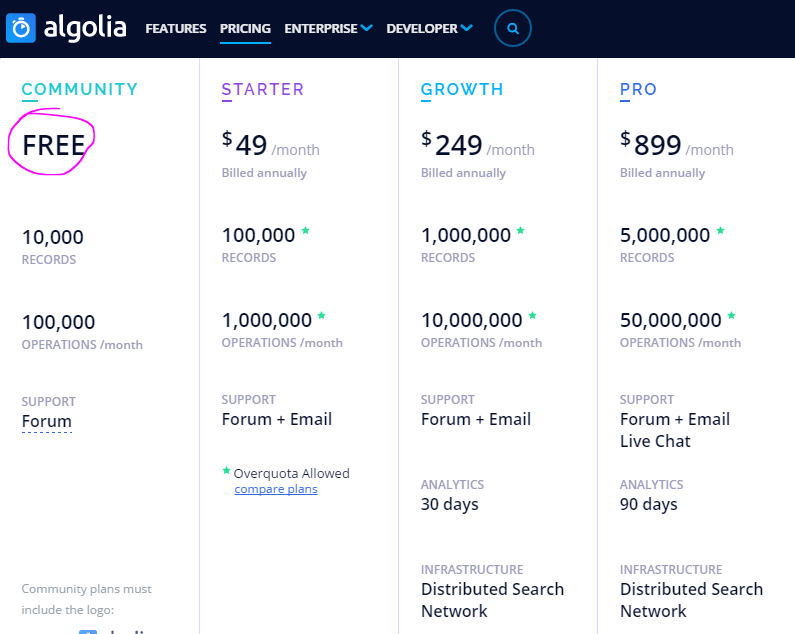 algolia
FEATURES PRICING ENTERPRISE DEVELOPER
COMMUNITY
FREE
10,000
RECORDS
100,000
OPERATIONS /month
SUPPORT
Forum
Community plans must
include the logo:
STARTER
$49 /month
Billed annually
100,000 ★
RECORDS
1,000,000 ★
OPERATIONS /month
SUPPORT
Forum + Email
★ Overquota Allowed
compare plans
GROWTH
$249 /month
Billed annually
1,000,000 ★
RECORDS
10,000,000 ★
OPERATIONS /month
SUPPORT
Forum + Email
ANALYTICS
30 days
INFRASTRUCTURE
Distributed Search
Network
PRO
$899 /month
Billed annually
5,000,000 ★
RECORDS
50,000,000 ★
OPERATIONS /month
SUPPORT
Forum + Email
Live Chat
ANALYTICS
90 days
INFRASTRUCTURE
Distributed Search
Network